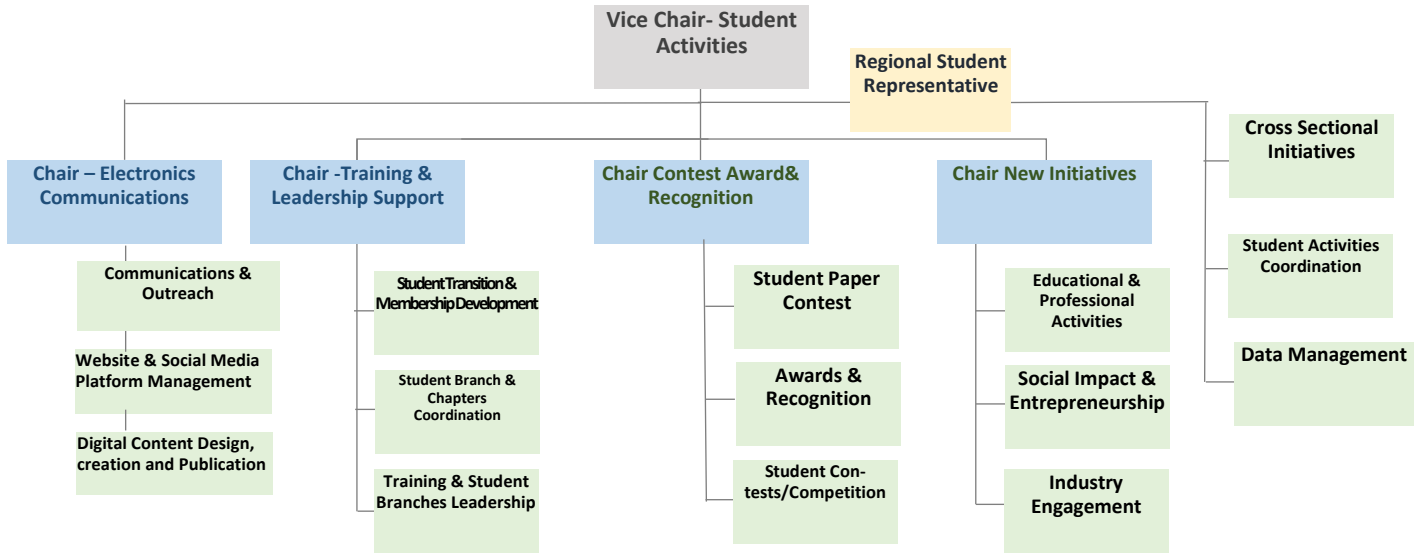 Vice Chair- Student
Activities
Regional Student
Representative
Chair – Electronics
Communications
Chair -Training &
Leadership Support
Chair Contest Award&
Recognition
Chair New Initiatives
Cross Sectional
Initiatives
Communications &
Outreach
Website & Social Media
Platform Management
Digital Content Design,
creation and Publication
Student Transition &
Membership Development
Student Branch &
Chapters
Coordination
Training & Student
Branches Leadership
Student Paper
Contest
Awards &
Recognition
Student Con-
tests/Competition
Educational &
Professional
Activities
Social Impact &
Entrepreneurship
Industry
Engagement
Student Activities
Coordination
Data Management